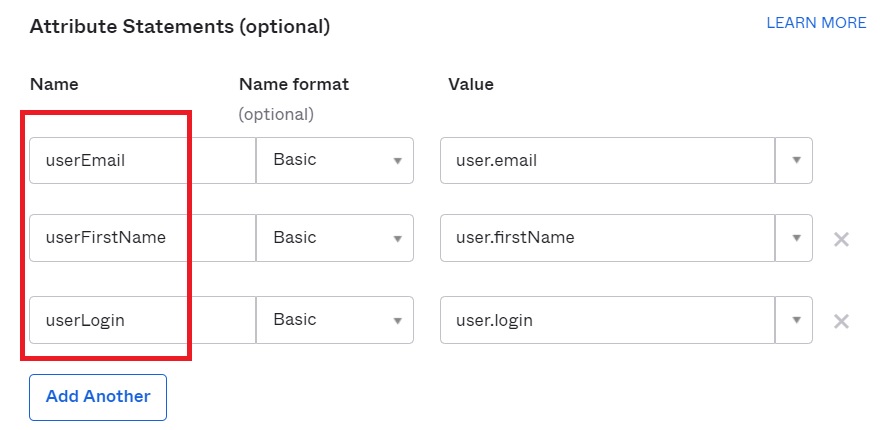 Attribute Statements (optional) LEARN MORE
Name Name format Value
(optional)
userEmail Basic user.email
userFirstName Basic user.firstName
userLogin Basic user.login
Add Another